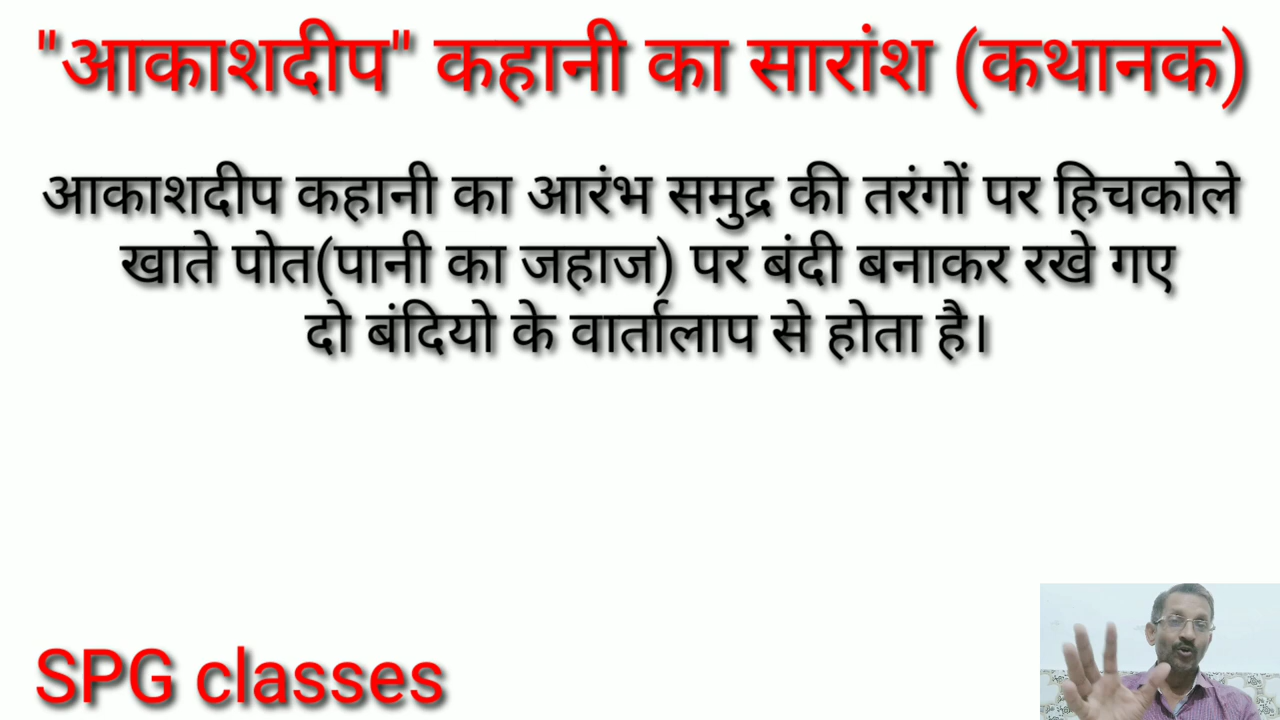 "आकाशदीप" कहानी का सारांश (कथानक)
आकाशदीप कहानी का आरंभ समुद्र की तरंगों पर हिचकोले
खाते पोत(पानी का जहाज) पर बंदी बनाकर रखे गए
दो बंदियो के वार्तालाप से होता है।
SPG classes